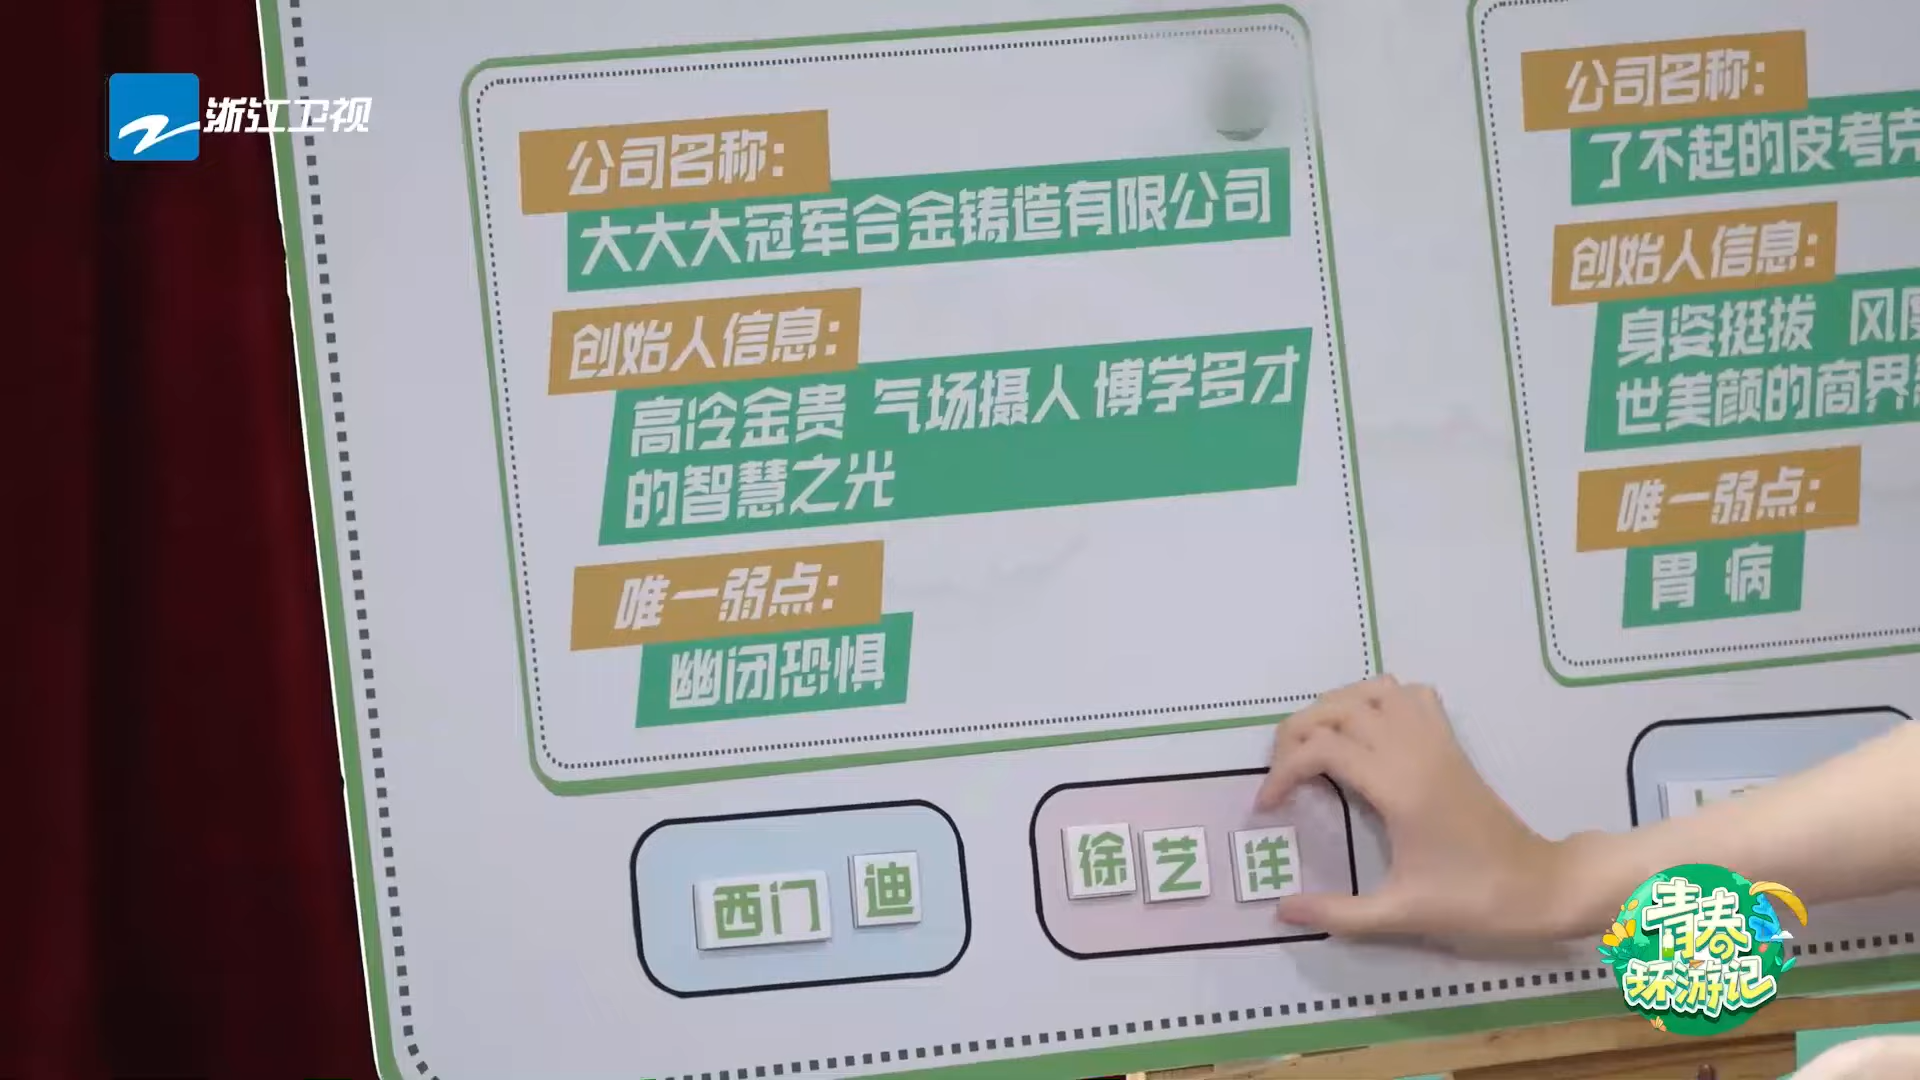 浙江卫视
公司名称:
大大大冠军合金铸造有限公司
创始人信息:
高冷金贵 气场摄人 博学多才
的智慧之光
唯一弱点:
幽闭恐惧
西门 迪
徐 艺 洋
公司名称:
了不起的皮考克
创始人信息:
身姿挺拔 风度
世美颜的商界
唯一弱点:
胃 病
青春
环游记